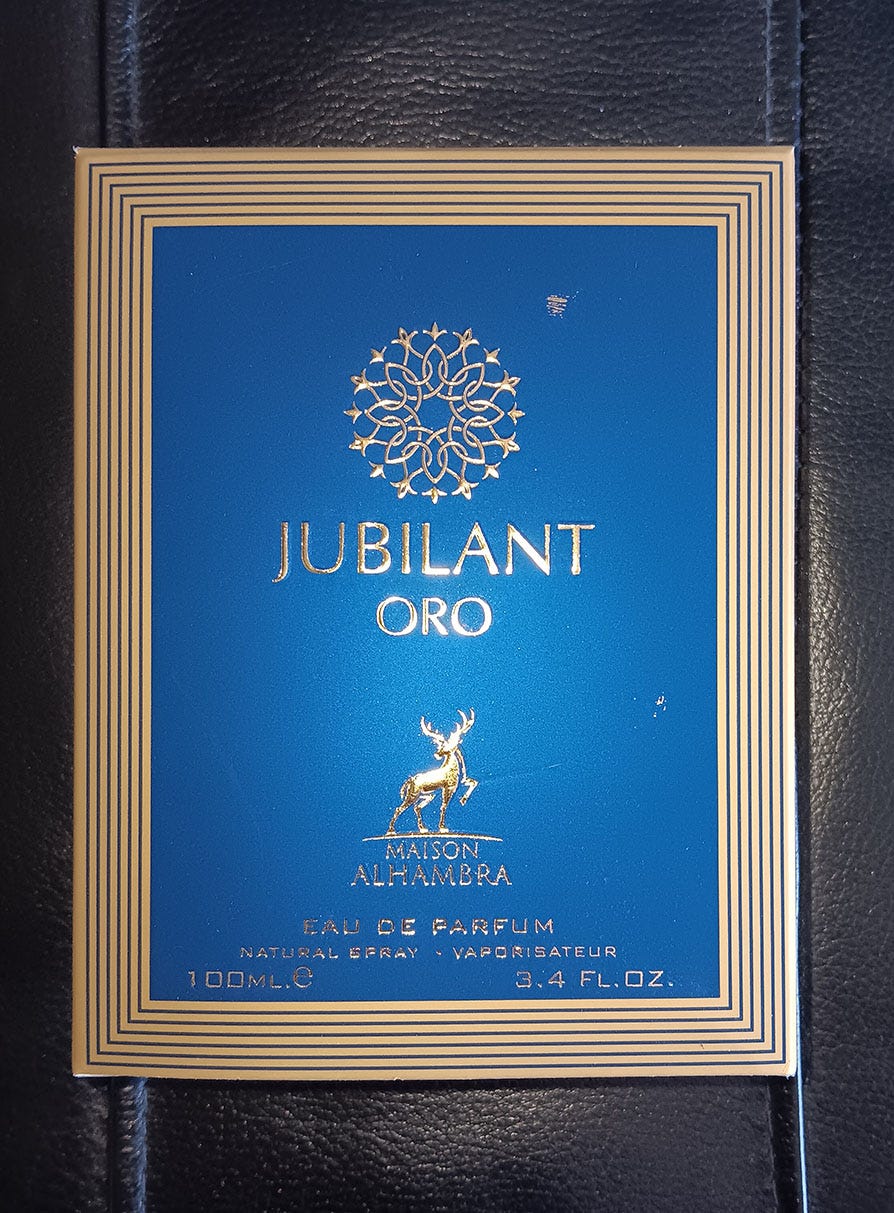 JUBILANT
ORO
MAISON
ALHAMBRA
EAU DE PARFUM
NATURAL SPRAY - VAPORISATEUR
100ML.℮ 3.4 FL.OZ.